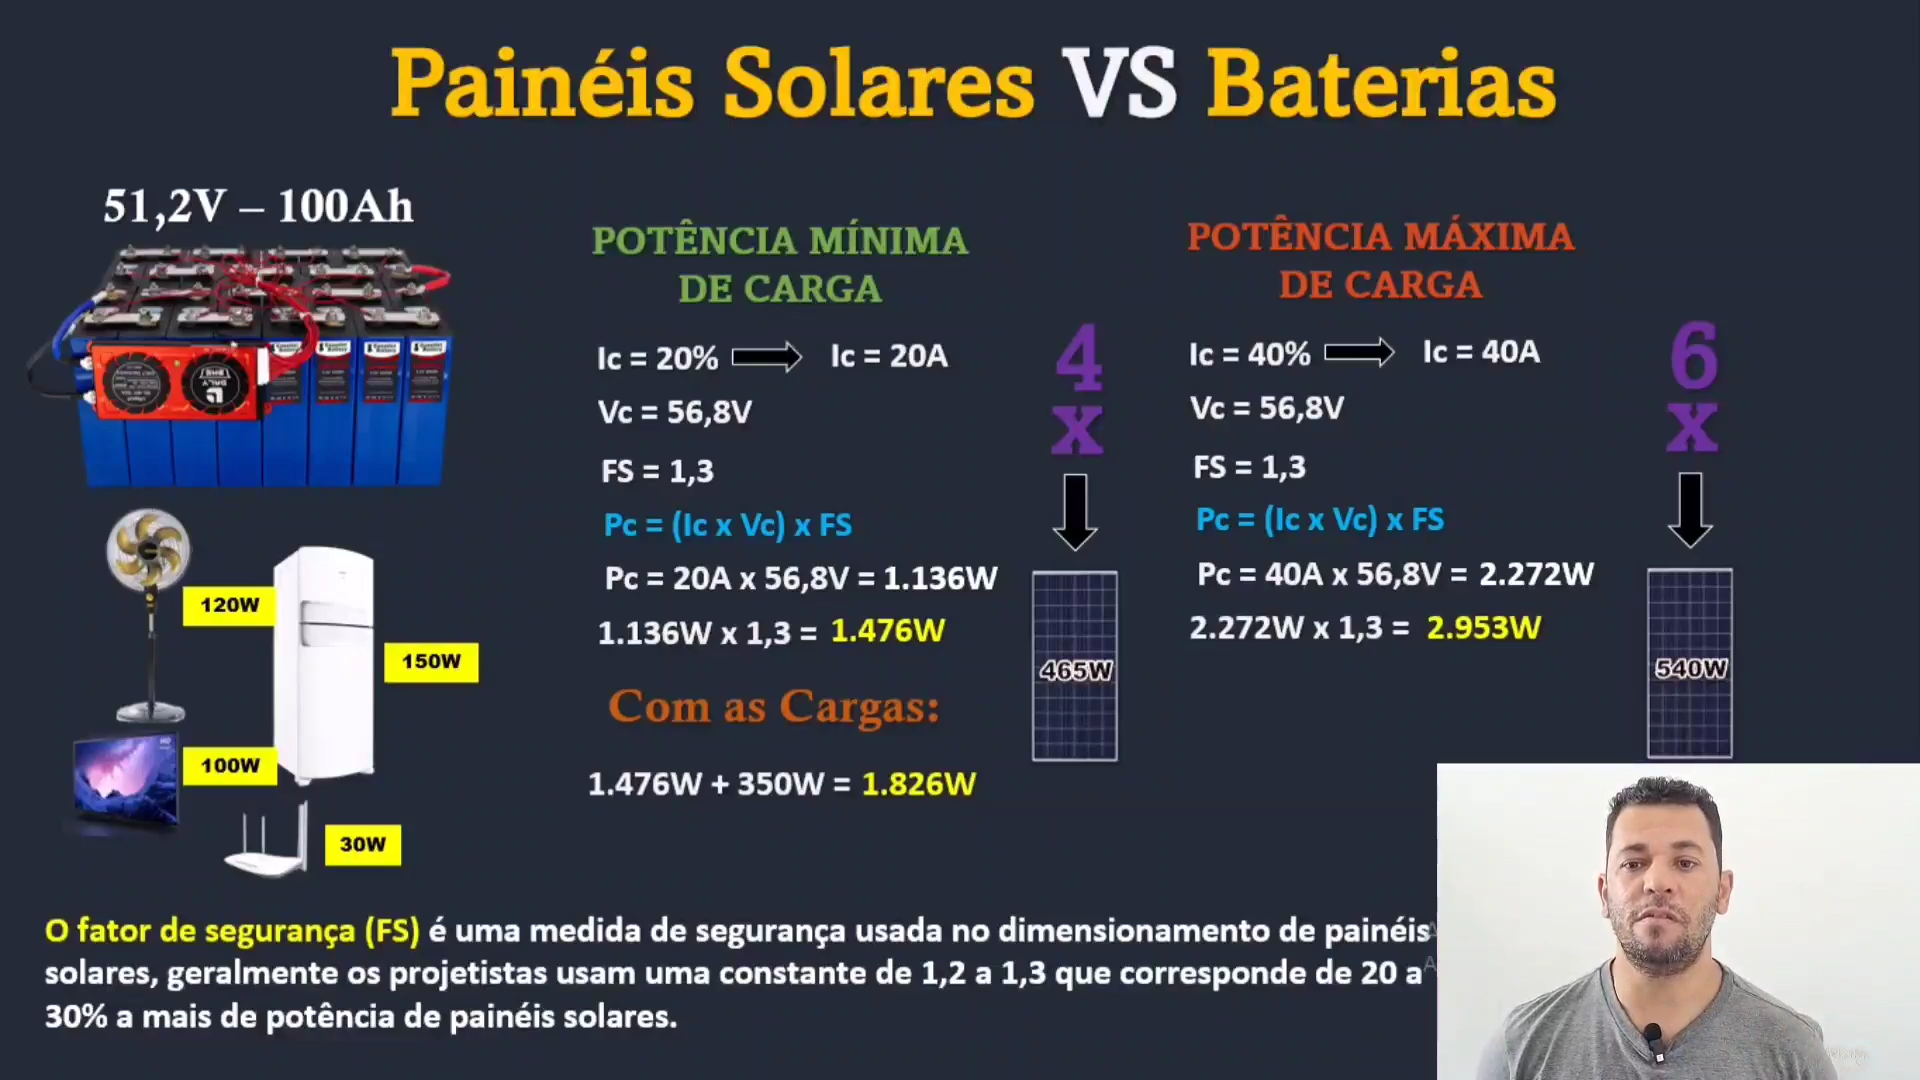 Painéis Solares VS Baterias
51,2V – 100Ah
120W
150W
100W
30W
POTÊNCIA MÍNIMA
DE CARGA
Ic = 20% Ic = 20A
Vc = 56,8V
FS = 1,3
Pc = (Ic x Vc) x FS
Pc = 20A x 56,8V = 1.136W
1.136W x 1,3 = 1.476W
Com as Cargas:
1.476W + 350W = 1.826W
4
x
465W
POTÊNCIA MÁXIMA
DE CARGA
Ic = 40% Ic = 40A
Vc = 56,8V
FS = 1,3
Pc = (Ic x Vc) x FS
Pc = 40A x 56,8V = 2.272W
2.272W x 1,3 = 2.953W
6
x
540W
O fator de segurança (FS) é uma medida de segurança usada no dimensionamento de painéis
solares, geralmente os projetistas usam uma constante de 1,2 a 1,3 que corresponde de 20 a
30% a mais de potência de painéis solares.